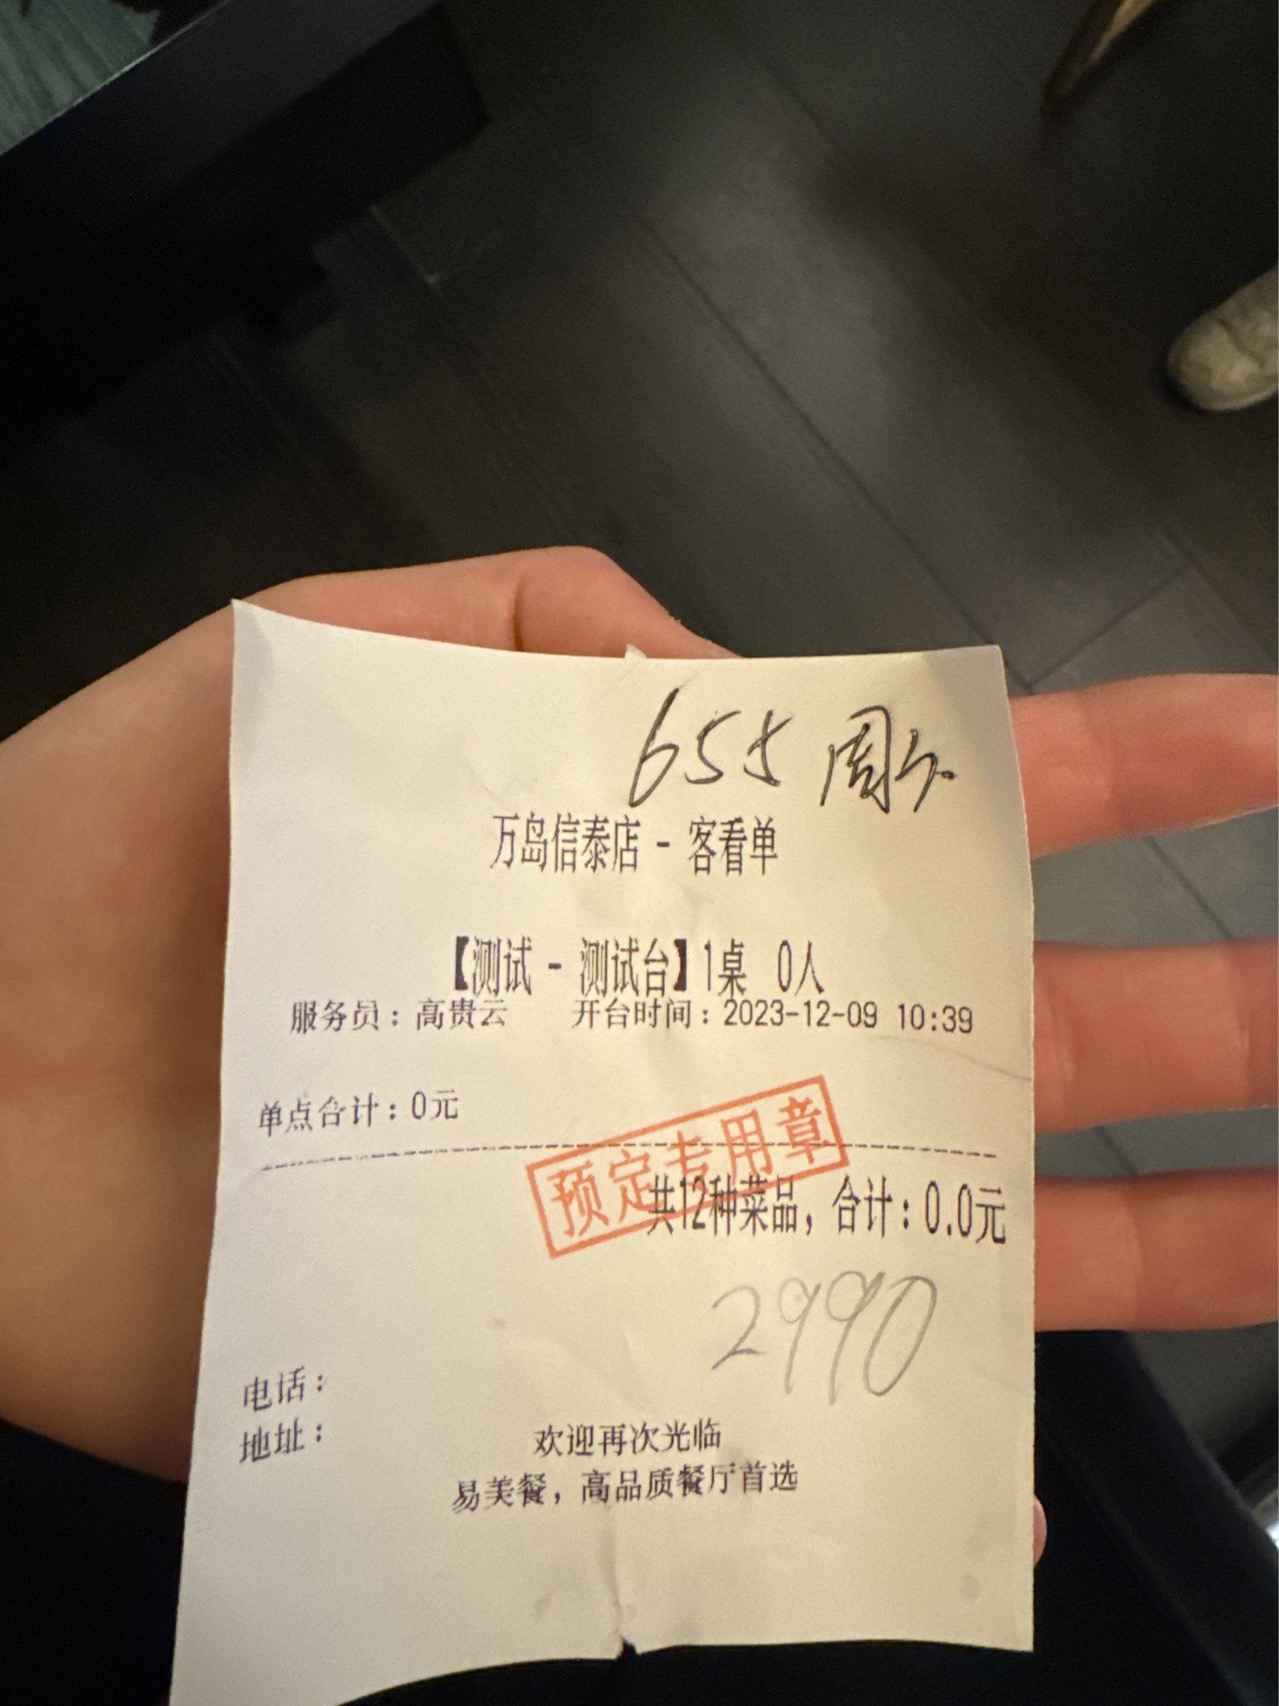 655 周
万岛信泰店 - 客看单
【测试 - 测试台】1桌 0人
服务员：高贵云 开台时间：2023-12-09 10:39
单点合计：0元
预定专用章
共12种菜品，合计：0.0元
2990
电话：
地址：
欢迎再次光临
易美餐，高品质餐厅首选